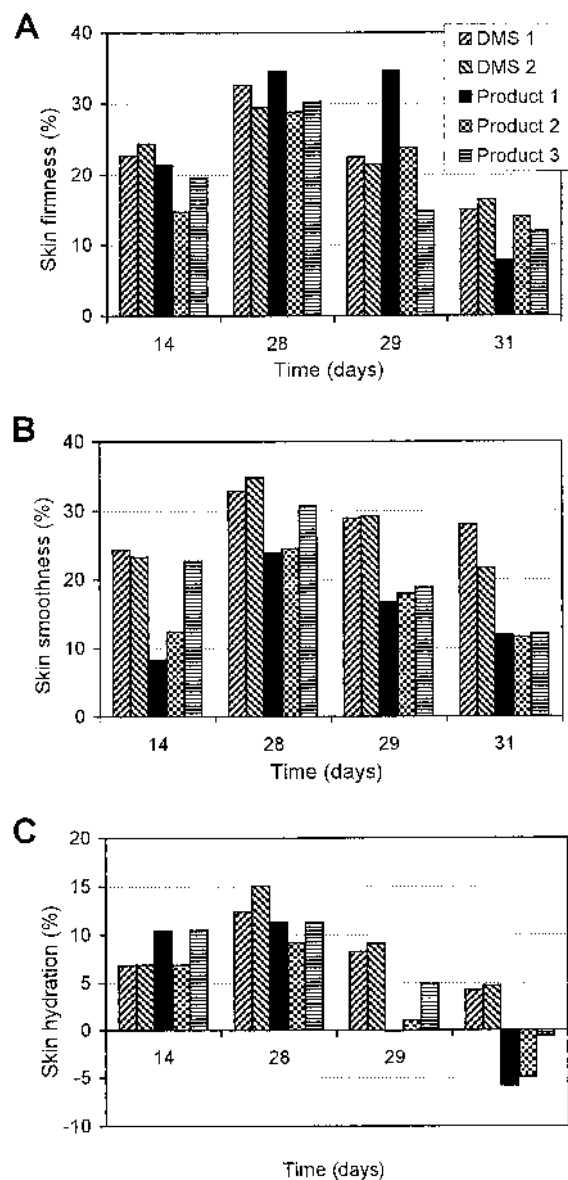 A
Skin firmness (%)
40
30
20
10
0
DMS 1
DMS 2
Product 1
Product 2
Product 3
14 28 29 31
Time (days)
B
Skin smoothness (%)
40
30
20
10
0
14 28 29 31
Time (days)
C
Skin hydration (%)
20
15
10
5
0
-5
-10
14 28 29
Time (days)